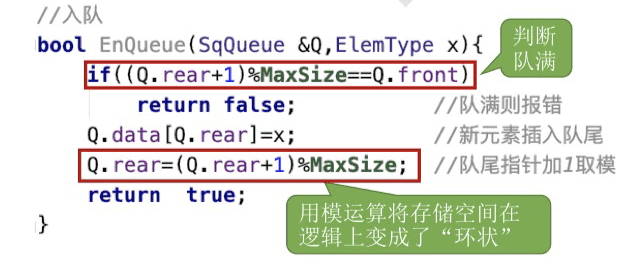 //入队
bool EnQueue(SqQueue &Q,ElemType x){
if((Q.rear+1)%MaxSize==Q.front)
判断
队满
return false; //队满则报错
Q.data[Q.rear]=x; //新元素插入队尾
Q.rear=(Q.rear+1)%MaxSize; //队尾指针加1取模
return true;
用模运算将存储空间在
逻辑上变成了“环状”
}